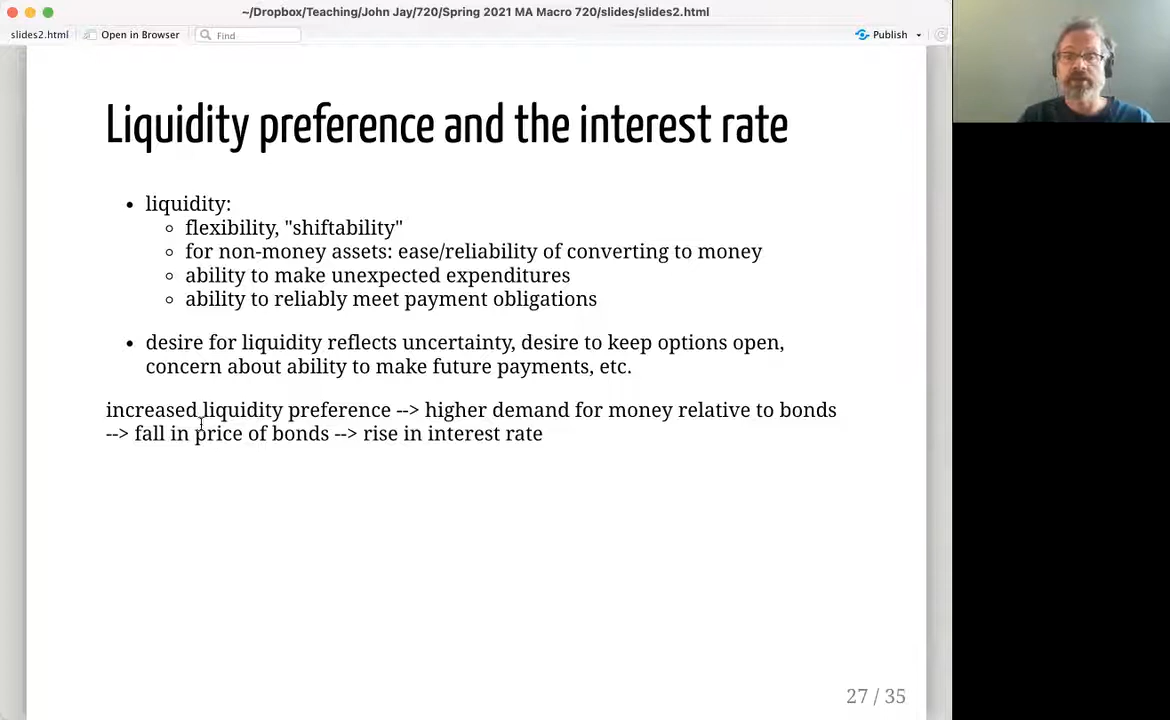 ~/Dropbox/Teaching/John Jay/720/Spring 2021 MA Macro 720/slides/slides2.html
slides2.html Open in Browser Find Publish
Liquidity preference and the interest rate
• liquidity:
◦ flexibility, "shiftability"
◦ for non-money assets: ease/reliability of converting to money
◦ ability to make unexpected expenditures
◦ ability to reliably meet payment obligations
• desire for liquidity reflects uncertainty, desire to keep options open,
concern about ability to make future payments, etc.
increased liquidity preference --> higher demand for money relative to bonds
--> fall in price of bonds --> rise in interest rate
27 / 35